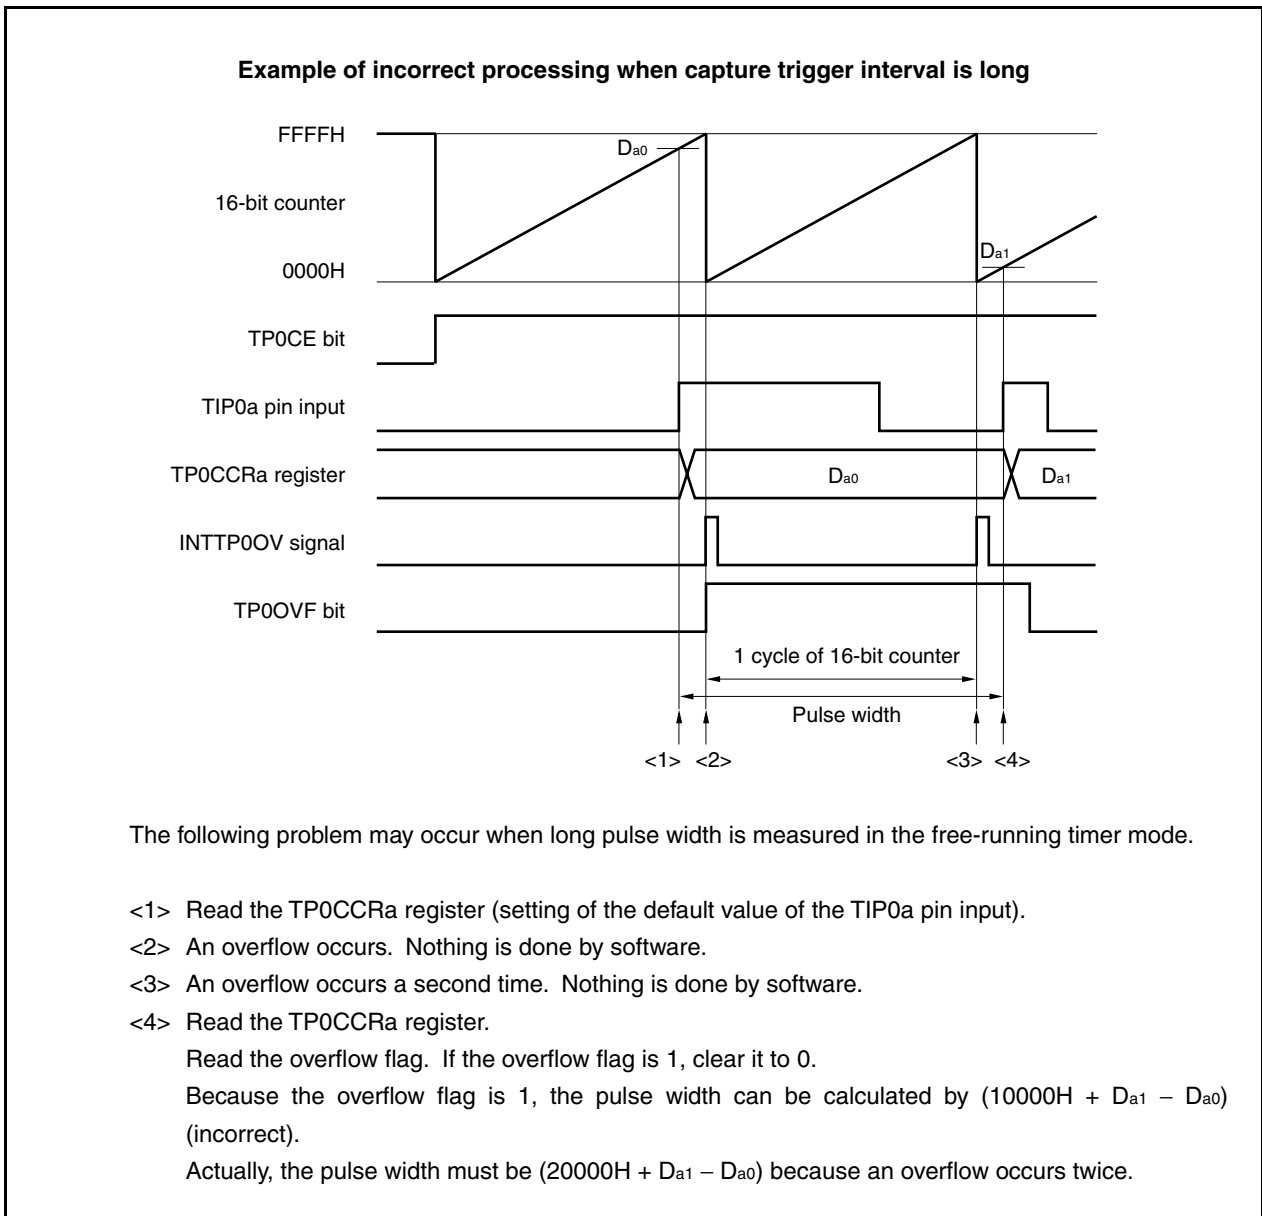 Example of incorrect processing when capture trigger interval is long
FFFFH
Da0
16-bit counter
Da1
0000H
TP0CE bit
TIP0a pin input
TP0CCRa register
Da0
Da1
INTTP0OV signal
TP0OVF bit
1 cycle of 16-bit counter
Pulse width
<1> <2> <3> <4>
The following problem may occur when long pulse width is measured in the free-running timer mode.
<1> Read the TP0CCRa register (setting of the default value of the TIP0a pin input).
<2> An overflow occurs. Nothing is done by software.
<3> An overflow occurs a second time. Nothing is done by software.
<4> Read the TP0CCRa register.
Read the overflow flag. If the overflow flag is 1, clear it to 0.
Because the overflow flag is 1, the pulse width can be calculated by (10000H + Da1 − Da0)
(incorrect).
Actually, the pulse width must be (20000H + Da1 − Da0) because an overflow occurs twice.